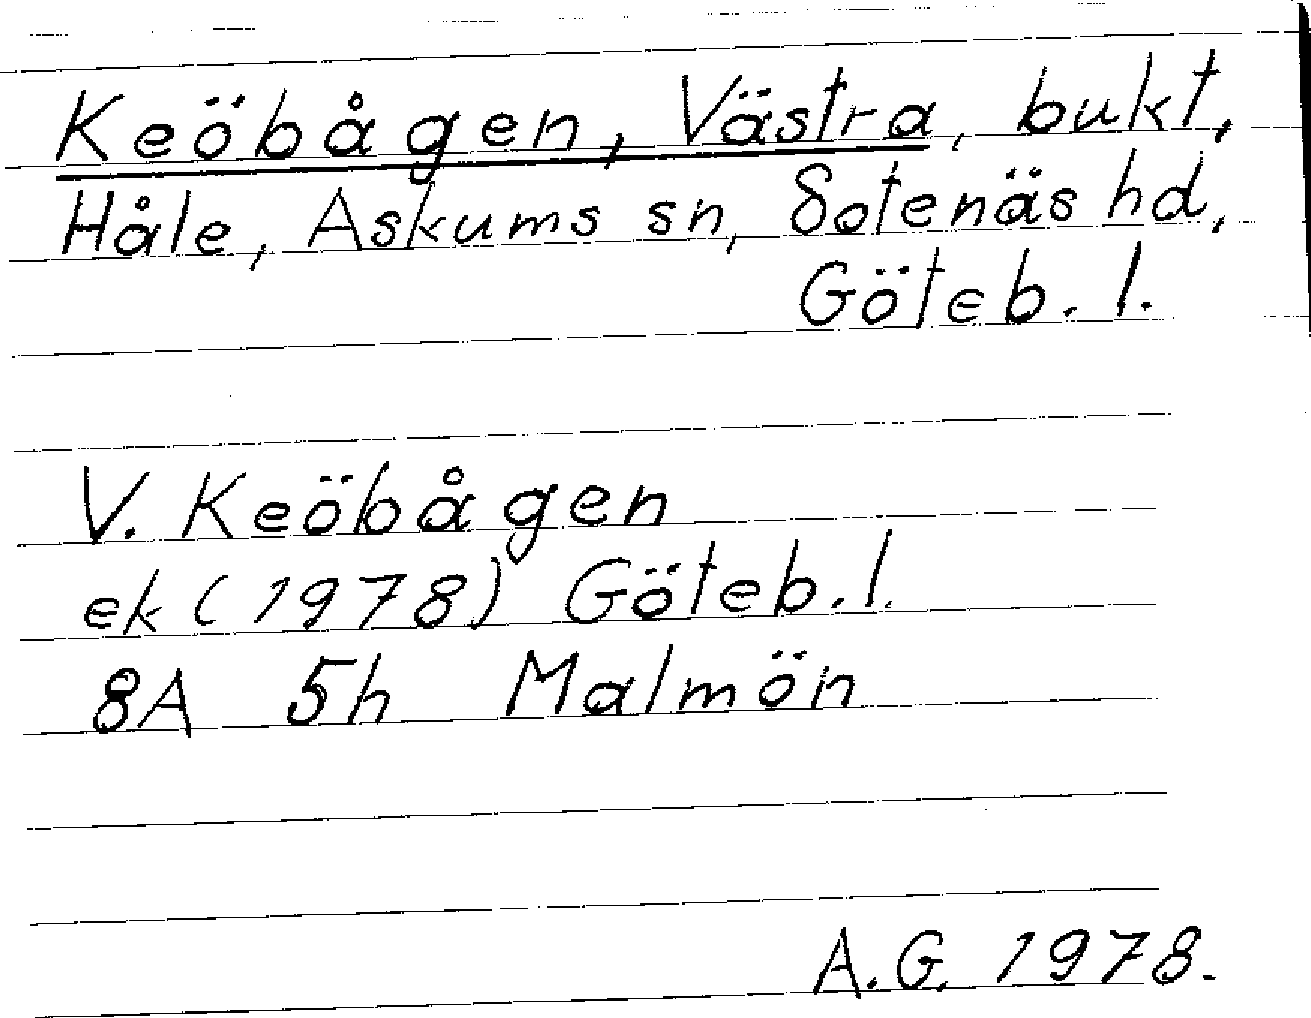 Keöbågen, Västra, bukt,
Håle, Askums sn, Sotenäs hd,
Göteb. l.
V. Keöbågen
ek (1978) Göteb. l.
8A 5h Malmön
A.G. 1978.